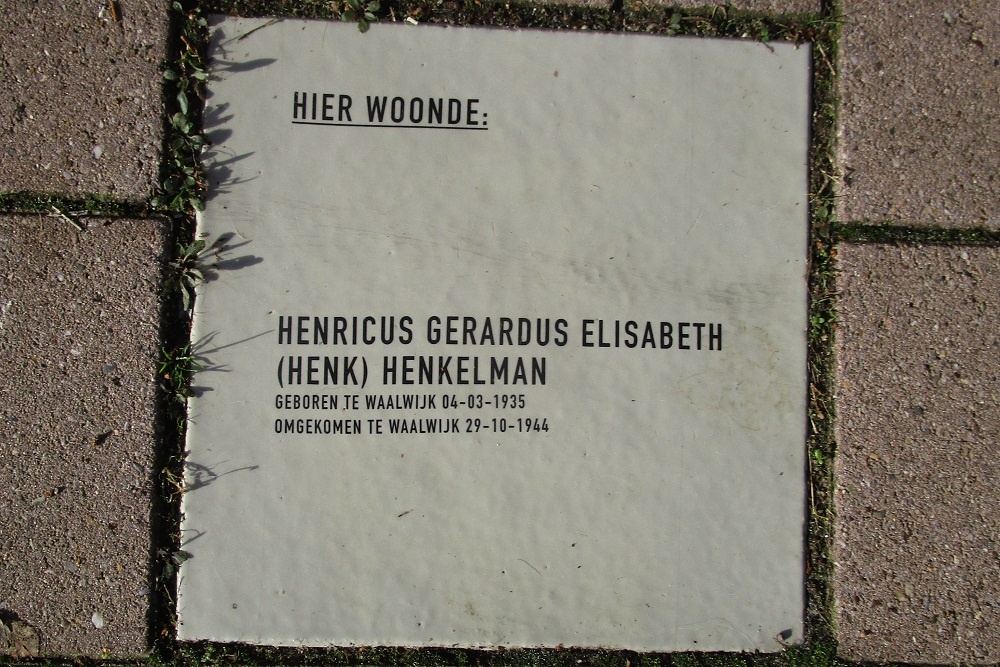 HIER WOONDE:
HENRICUS GERARDUS ELISABETH
(HENK) HENKELMAN
GEBOREN TE WAALWIJK 04-03-1935
OMGEKOMEN TE WAALWIJK 29-10-1944